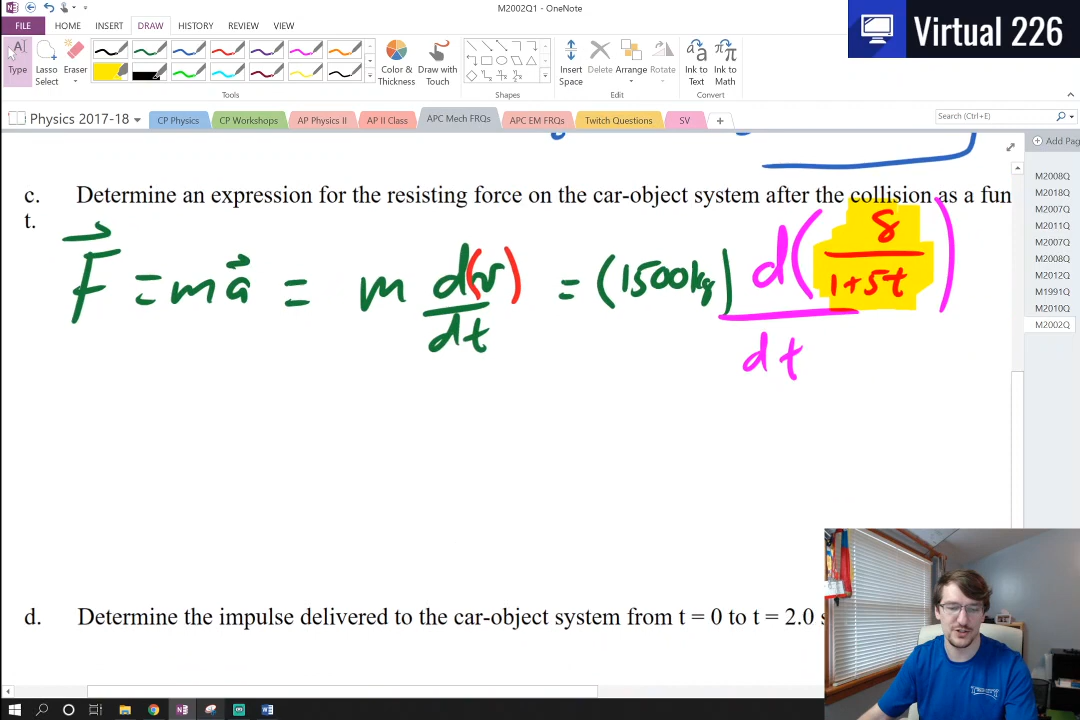 M2002Q1 - OneNote
Virtual 226
FILE HOME INSERT DRAW HISTORY REVIEW VIEW
Type Lasso Select Eraser Color & Thickness Draw with Touch Insert Space Delete Arrange Rotate Ink to Text Ink to Math
Tools Shapes Edit Convert
Physics 2017-18 CP Physics CP Workshops AP Physics II AP II Class APC Mech FRQs APC EM FRQs Twitch Questions SV + Search (Ctrl+E)
Add Pag
M2008Q
M2018Q
M2007Q
M2011Q
M2007Q
M2008Q
M2012Q
M1991Q
M2010Q
M2002Q
c. Determine an expression for the resisting force on the car-object system after the collision as a fun
t.
F = ma = m d(v)/dt = (1500kg) d(8/(1+5t))/dt
d. Determine the impulse delivered to the car-object system from t = 0 to t = 2.0 s